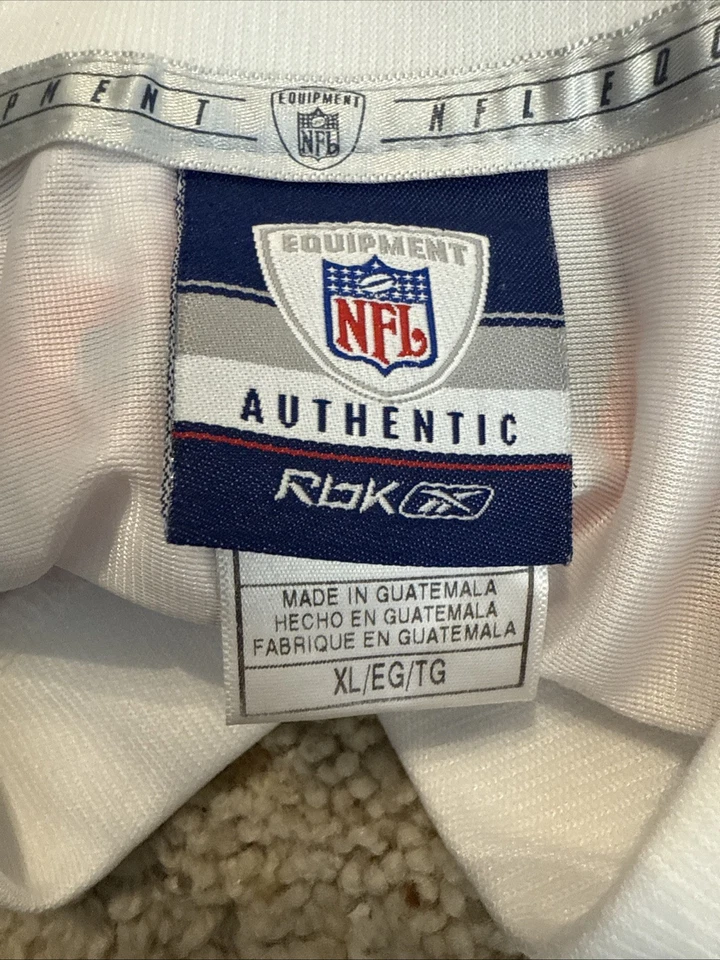 PMENT EQUIPMENT NFL NFL EQU
EQUIPMENT
NFL
AUTHENTIC
RbK
MADE IN GUATEMALA
HECHO EN GUATEMALA
FABRIQUE EN GUATEMALA
XL/EG/TG